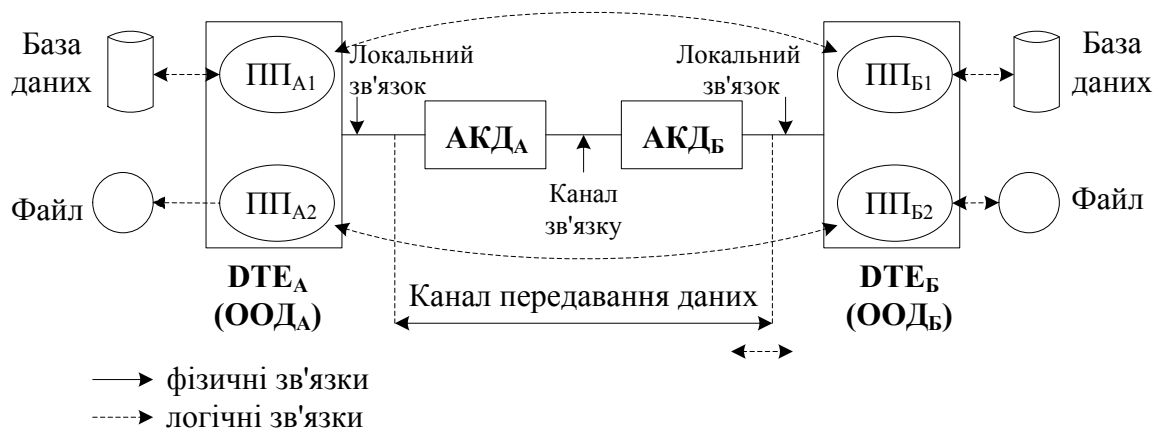 База
даних
ПП_А1
Локальний
зв'язок
АКД_А
Локальний
зв'язок
АКД_Б
ПП_Б1
База
даних
Файл
ПП_А2
Канал
зв'язку
ПП_Б2
Файл
DTE_А
(ООД_А)
Канал передавання даних
DTE_Б
(ООД_Б)
фізичні зв'язки
логічні зв'язки